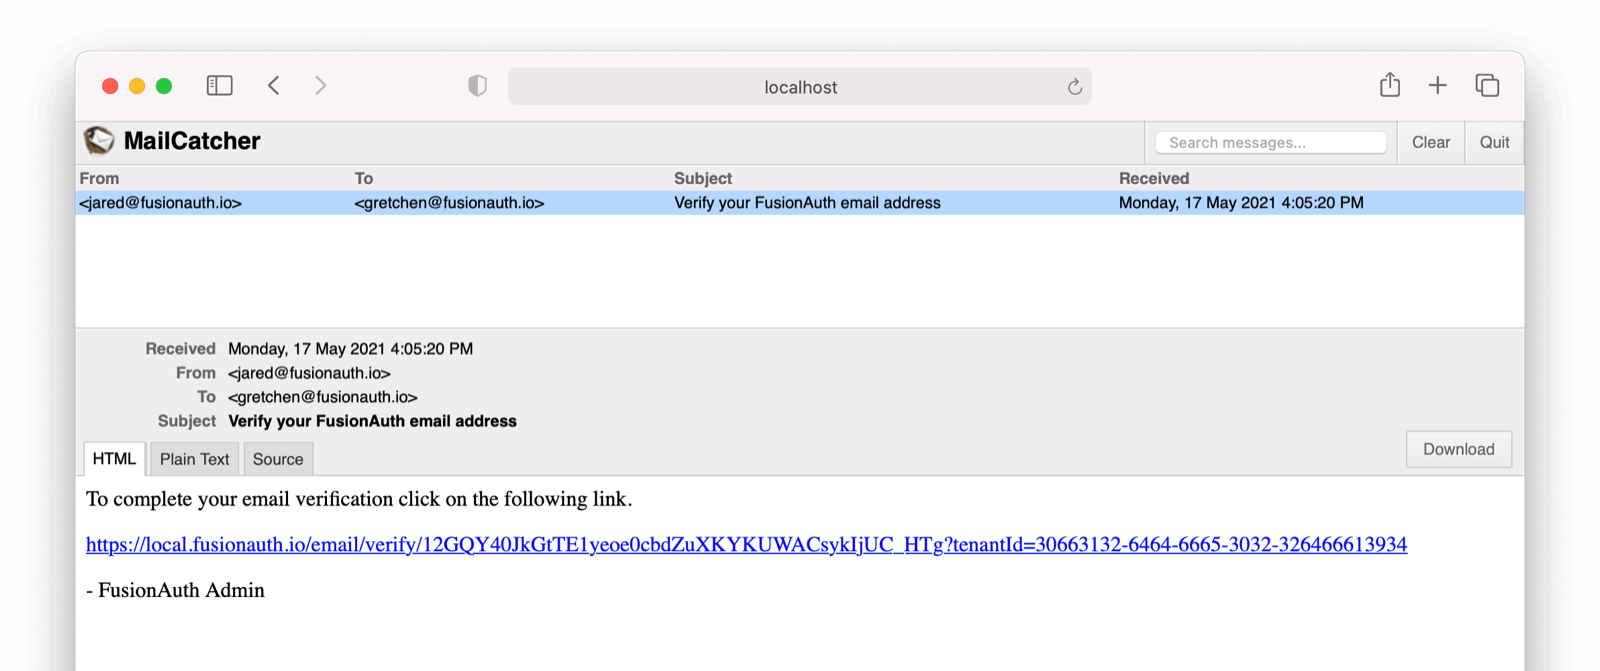 localhost
MailCatcher
Search messages... Clear Quit
From To Subject Received
<jared@fusionauth.io> <gretchen@fusionauth.io> Verify your FusionAuth email address Monday, 17 May 2021 4:05:20 PM
Received Monday, 17 May 2021 4:05:20 PM
From <jared@fusionauth.io>
To <gretchen@fusionauth.io>
Subject Verify your FusionAuth email address
HTML Plain Text Source Download
To complete your email verification click on the following link.
https://local.fusionauth.io/email/verify/12GQY40JkGtTE1yeoe0cbdZuXKYKUWACsykIjUC_HTg?tenantId=30663132-6464-6665-3032-326466613934
- FusionAuth Admin